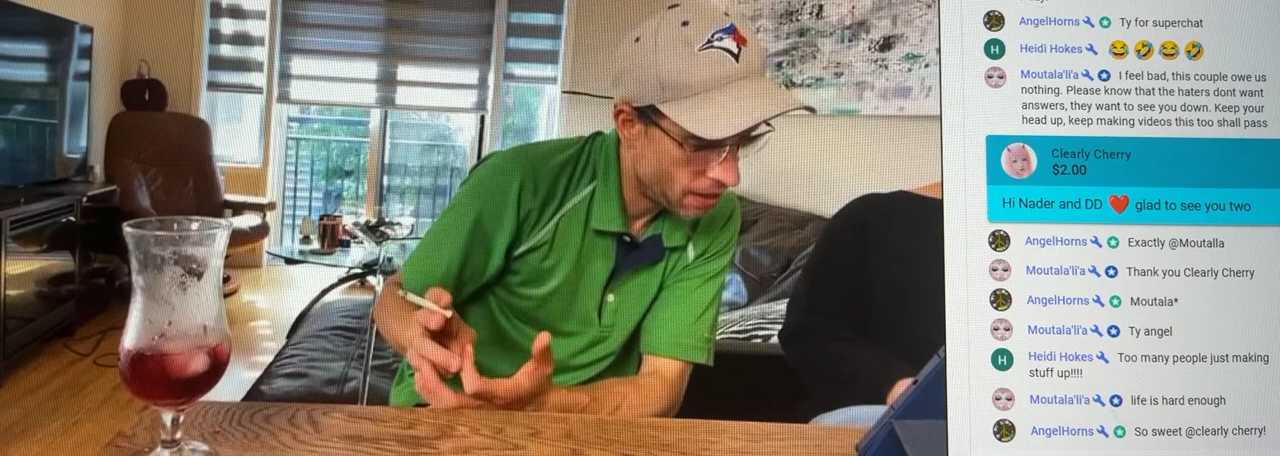 AngelHorns Ty for superchat
Heidi Hokes 😂🤣😂🤣
Moutala'li'a I feel bad, this couple owe us
nothing. Please know that the haters dont want
answers, they want to see you down. Keep your
head up, keep making videos this too shall pass
Clearly Cherry
$2.00
Hi Nader and DD ❤️ glad to see you two
AngelHorns Exactly @Moutalla
Moutala'li'a Thank you Clearly Cherry
AngelHorns Moutala*
Moutala'li'a Ty angel
Heidi Hokes Too many people just making
stuff up!!!!
Moutala'li'a life is hard enough
AngelHorns So sweet @clearly cherry!